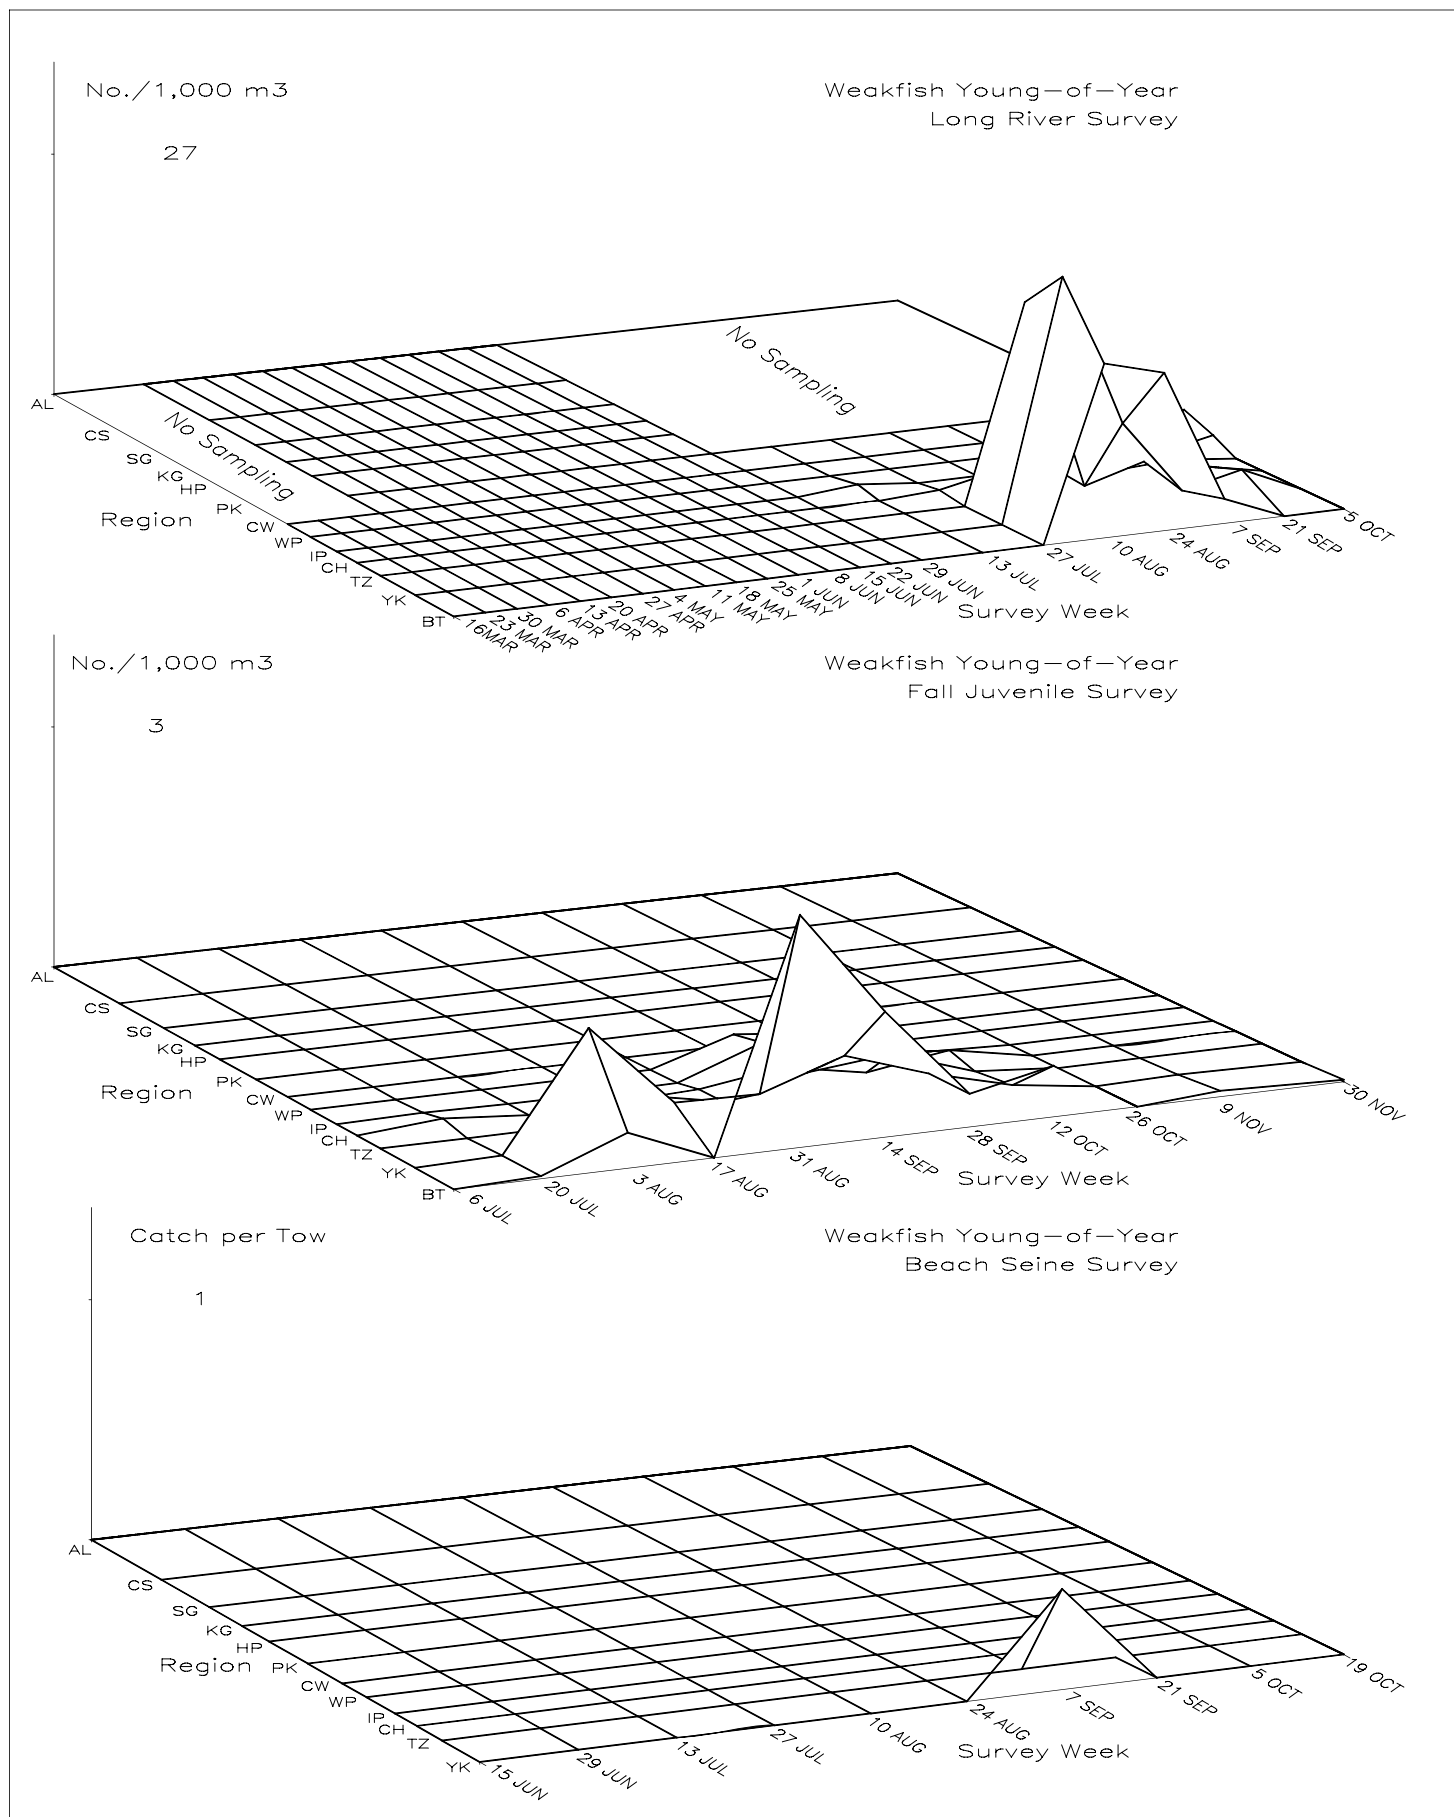 No./1,000 m3
Weakfish Young-of-Year
Long River Survey
27
No Sampling
No Sampling
AL
CS
SG
KG
HP
PK
CW
WP
IP
CH
TZ
YK
BT
Region
16MAR
23 MAR
30 MAR
6 APR
13 APR
20 APR
27 APR
4 MAY
11 MAY
18 MAY
25 MAY
1 JUN
8 JUN
15 JUN
22 JUN
29 JUN
13 JUL
27 JUL
10 AUG
24 AUG
7 SEP
21 SEP
5 OCT
Survey Week
No./1,000 m3
Weakfish Young-of-Year
Fall Juvenile Survey
3
AL
CS
SG
KG
HP
PK
CW
WP
IP
CH
TZ
YK
BT
Region
6 JUL
20 JUL
3 AUG
17 AUG
31 AUG
14 SEP
28 SEP
12 OCT
26 OCT
9 NOV
30 NOV
Survey Week
Catch per Tow
Weakfish Young-of-Year
Beach Seine Survey
1
AL
CS
SG
KG
HP
PK
CW
WP
IP
CH
TZ
YK
Region
15 JUN
29 JUN
13 JUL
27 JUL
10 AUG
24 AUG
7 SEP
21 SEP
5 OCT
19 OCT
Survey Week